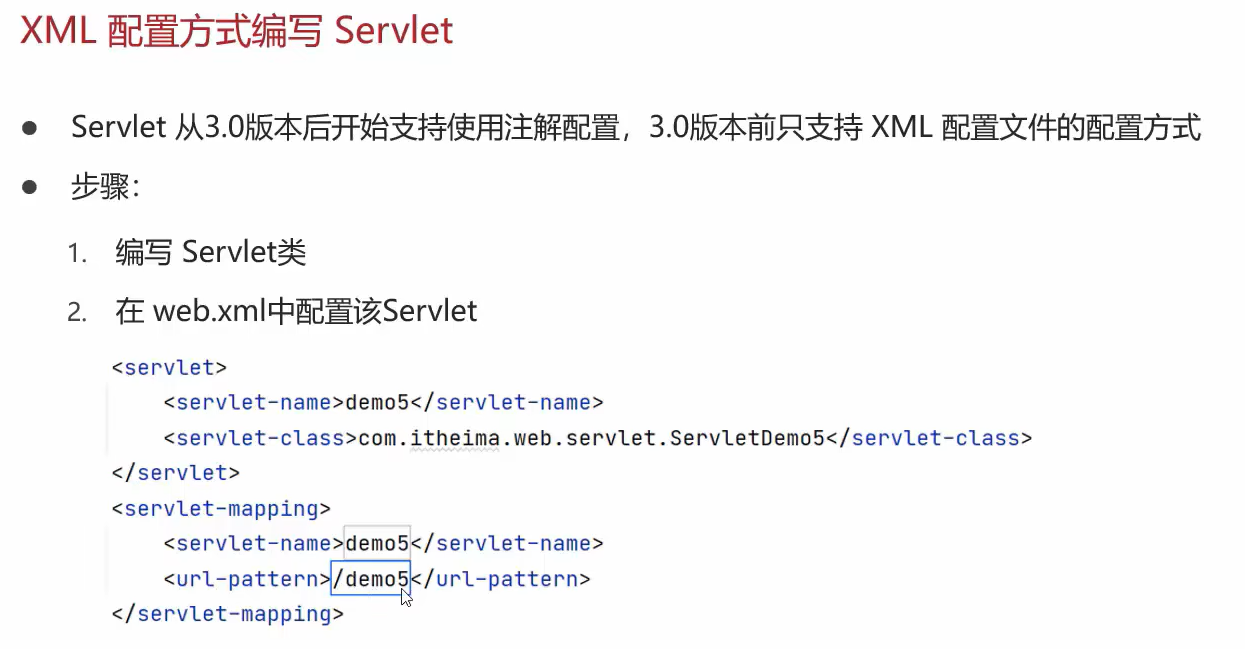 XML 配置方式编写 Servlet
● Servlet 从3.0版本后开始支持使用注解配置，3.0版本前只支持 XML 配置文件的配置方式
● 步骤：
1. 编写 Servlet类
2. 在 web.xml中配置该Servlet
<servlet>
    <servlet-name>demo5</servlet-name>
    <servlet-class>com.itheima.web.servlet.ServletDemo5</servlet-class>
</servlet>
<servlet-mapping>
    <servlet-name>demo5</servlet-name>
    <url-pattern>/demo5</url-pattern>
</servlet-mapping>